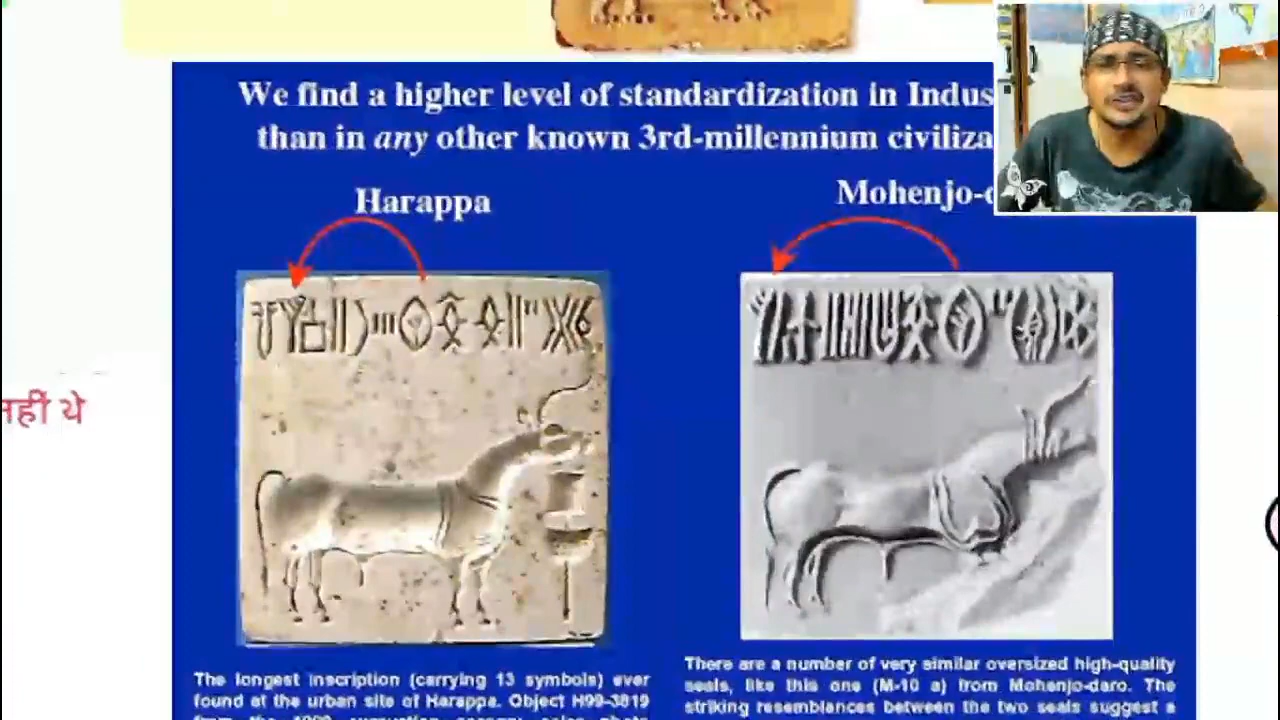 We find a higher level of standardization in Indus
than in any other known 3rd-millennium
Harappa
Mohenjo-d
नहीं थे
The longest inscription (carrying 13 symbols) ever
found at the urban site of Harappa. Object H99-3819
There are a number of very similar oversized high-quality
seals, like this one (M-10 a) from Mohenjo-daro. The
striking resemblances between the two seals suggest a